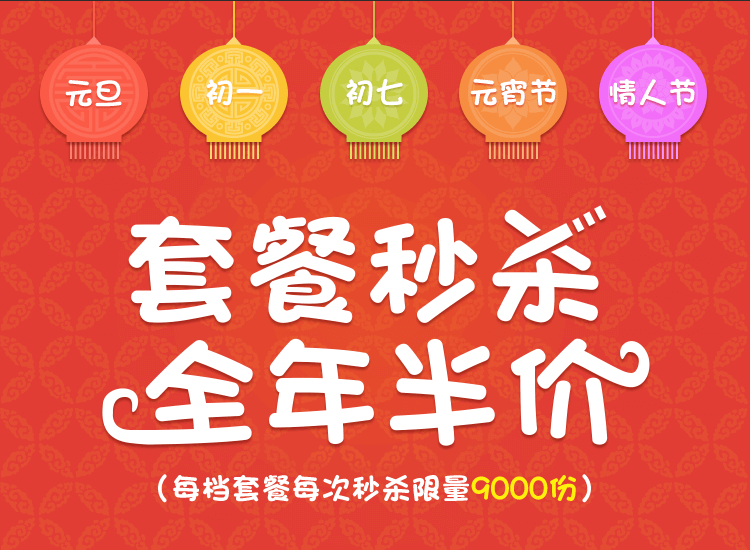 元旦 初一 初七 元宵节 情人节
套餐秒杀
全年半价
（每档套餐每次秒杀限量9000份）